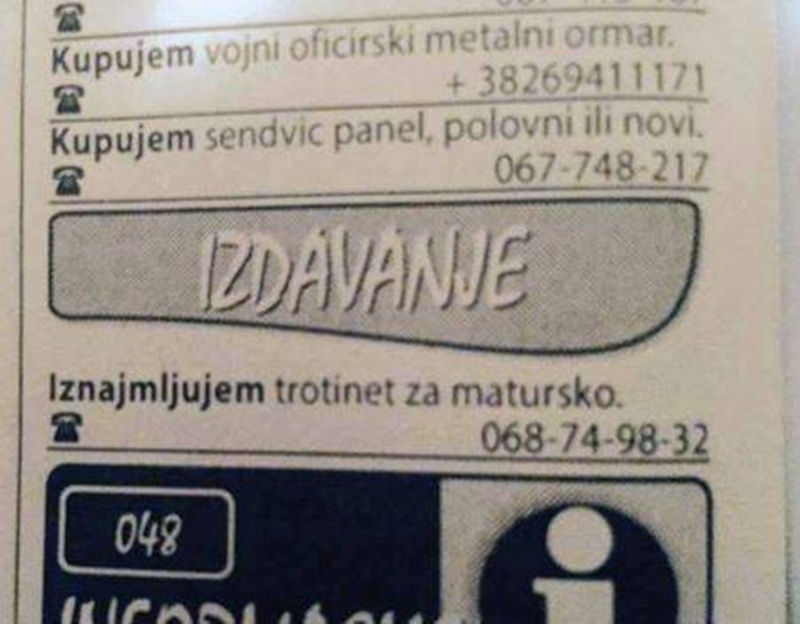 Kupujem vojni oficirski metalni ormar.
+ 38269411171
Kupujem sendvic panel, polovni ili novi.
067-748-217
IZDAVANJE
Iznajmljujem trotinet za matursko.
068-74-98-32
048